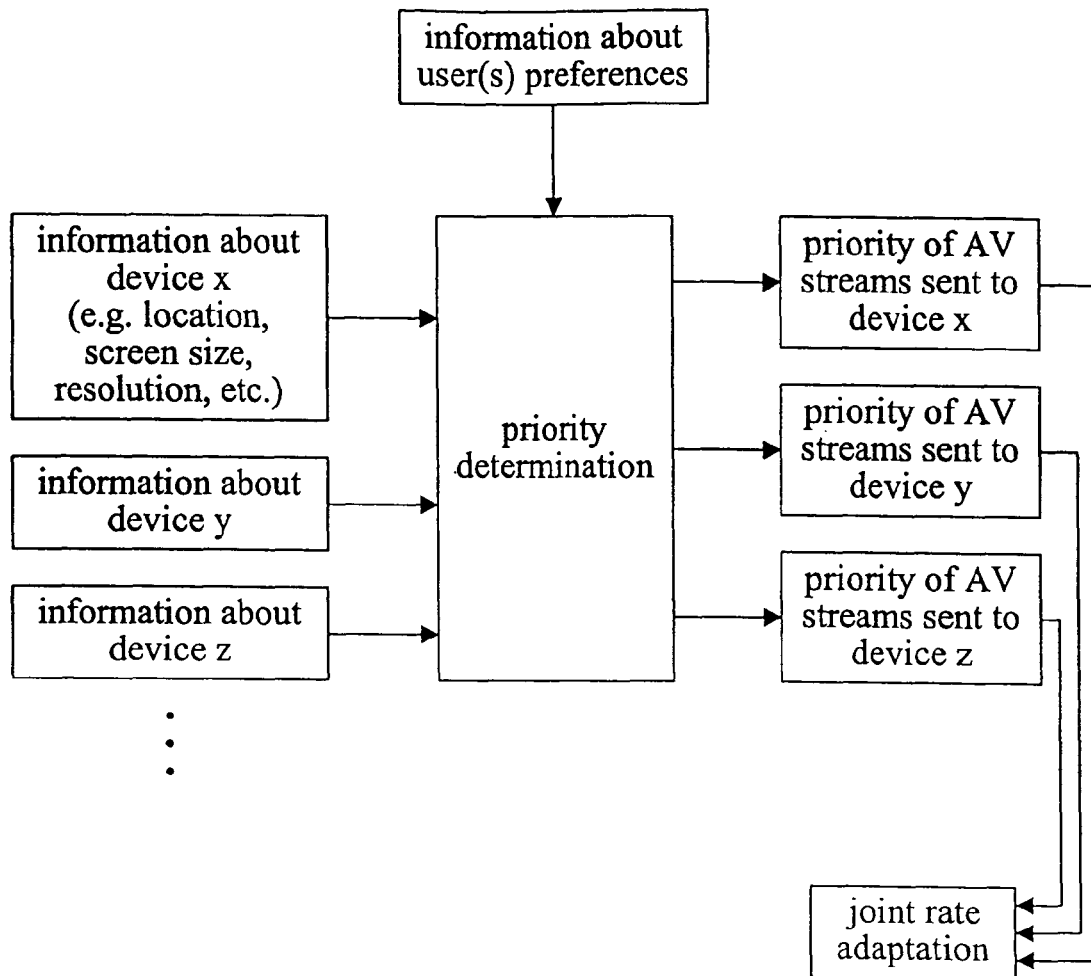 information about
user(s) preferences
information about
device x
(e.g. location,
screen size,
resolution, etc.)
priority of AV
streams sent to
device x
priority
determination
information about
device y
priority of AV
streams sent to
device y
information about
device z
priority of AV
streams sent to
device z
joint rate
adaptation